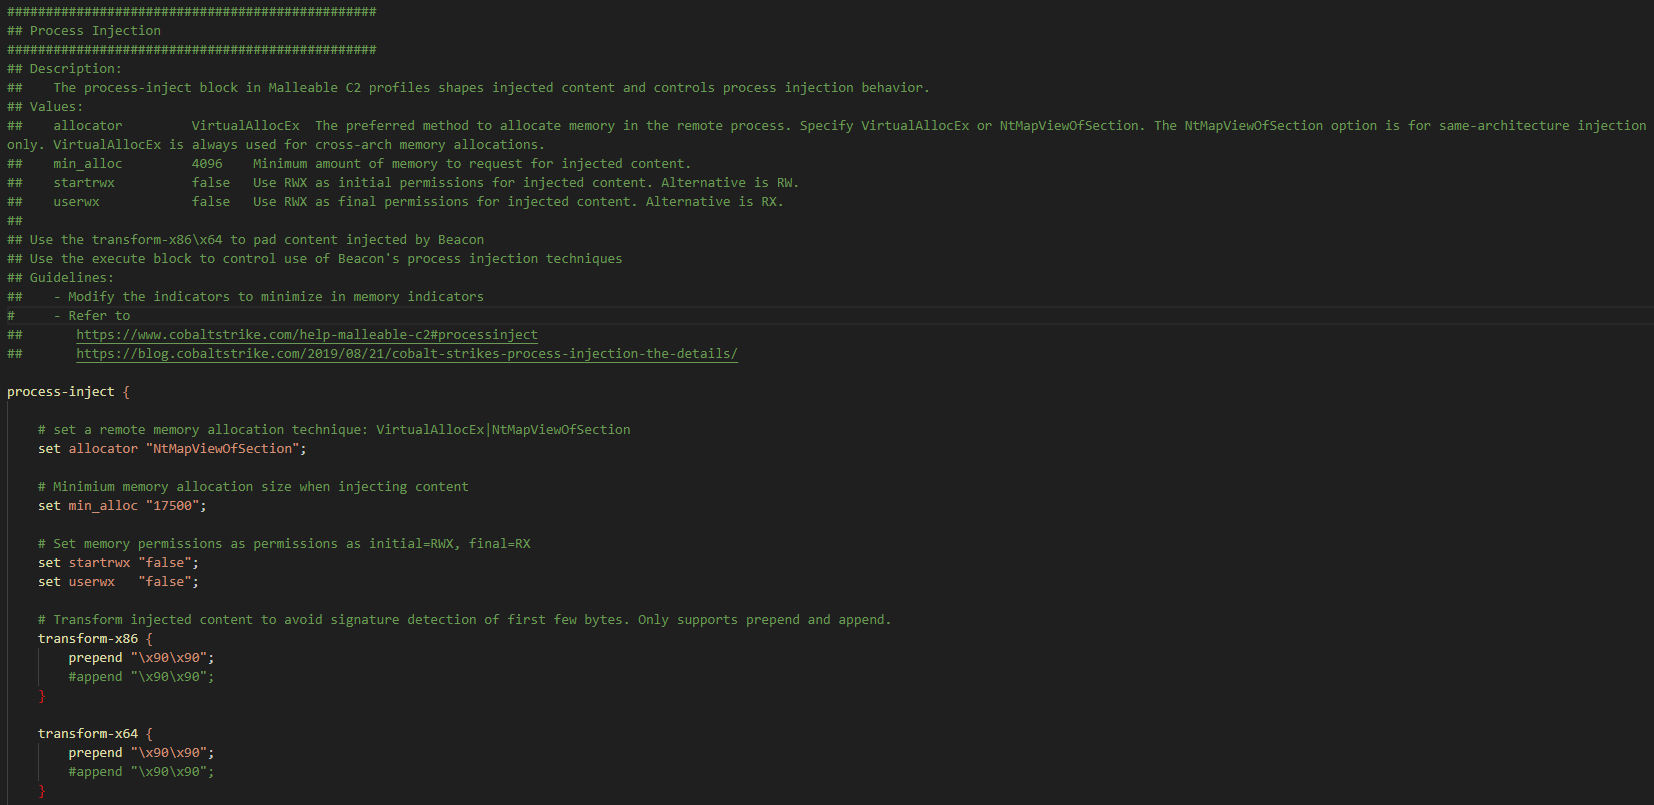 ################################################
## Process Injection
################################################
## Description:
##    The process-inject block in Malleable C2 profiles shapes injected content and controls process injection behavior.
## Values:
##    allocator         VirtualAllocEx  The preferred method to allocate memory in the remote process. Specify VirtualAllocEx or NtMapViewOfSection. The NtMapViewOfSection option is for same-architecture injection
only. VirtualAllocEx is always used for cross-arch memory allocations.
##    min_alloc         4096    Minimum amount of memory to request for injected content.
##    startrwx          false   Use RWX as initial permissions for injected content. Alternative is RW.
##    userwx            false   Use RWX as final permissions for injected content. Alternative is RX.
##
## Use the transform-x86\x64 to pad content injected by Beacon
## Use the execute block to control use of Beacon's process injection techniques
## Guidelines:
##    - Modify the indicators to minimize in memory indicators
#     - Refer to
##       https://www.cobaltstrike.com/help-malleable-c2#processinject
##       https://blog.cobaltstrike.com/2019/08/21/cobalt-strikes-process-injection-the-details/
process-inject {
    # set a remote memory allocation technique: VirtualAllocEx|NtMapViewOfSection
    set allocator "NtMapViewOfSection";
    # Minimium memory allocation size when injecting content
    set min_alloc "17500";
    # Set memory permissions as permissions as initial=RWX, final=RX
    set startrwx "false";
    set userwx   "false";
    # Transform injected content to avoid signature detection of first few bytes. Only supports prepend and append.
    transform-x86 {
        prepend "\x90\x90";
        #append "\x90\x90";
    }
    transform-x64 {
        prepend "\x90\x90";
        #append "\x90\x90";
    }